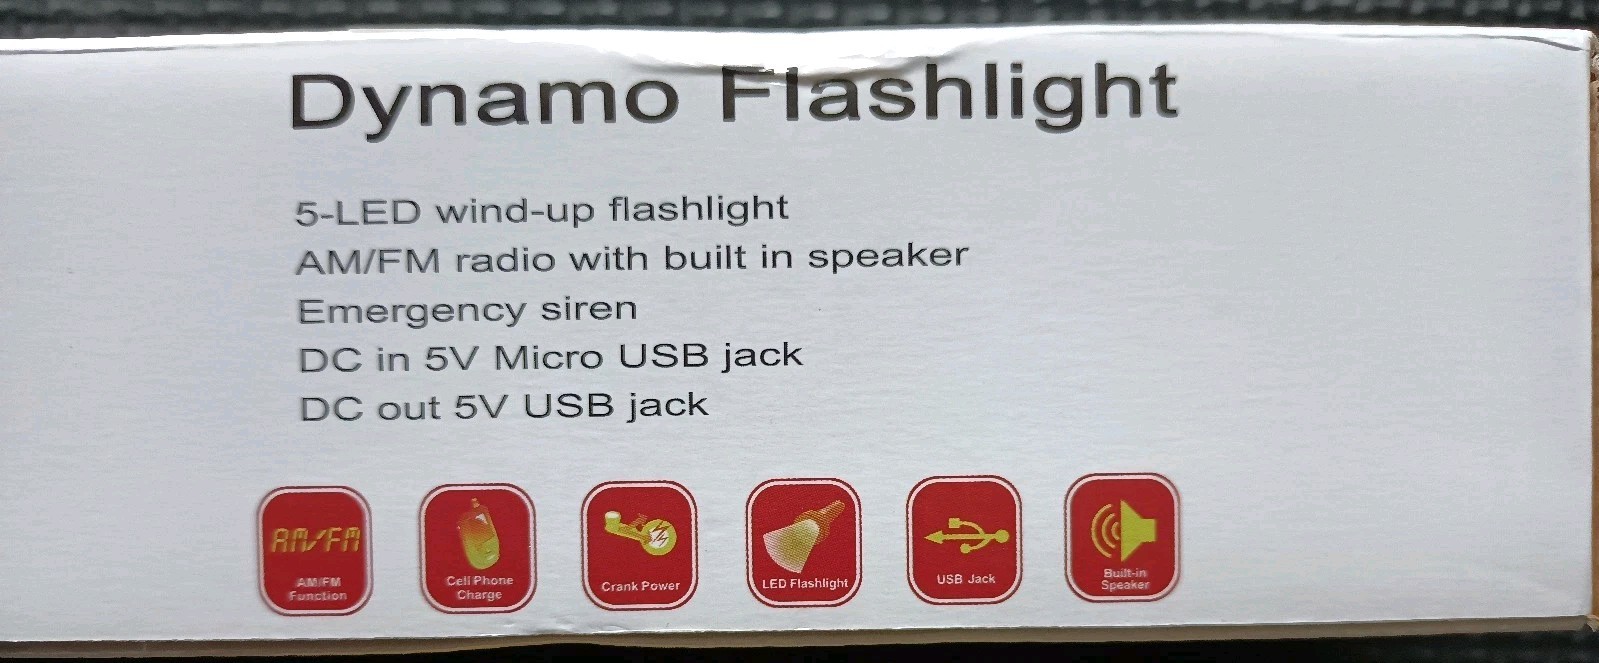 Dynamo Flashlight
5-LED wind-up flashlight
AM/FM radio with built in speaker
Emergency siren
DC in 5V Micro USB jack
DC out 5V USB jack
AM/FM
AM/FM
Function
Cell Phone
Charge
Crank Power
LED Flashlight
USB Jack
Built-in
Speaker